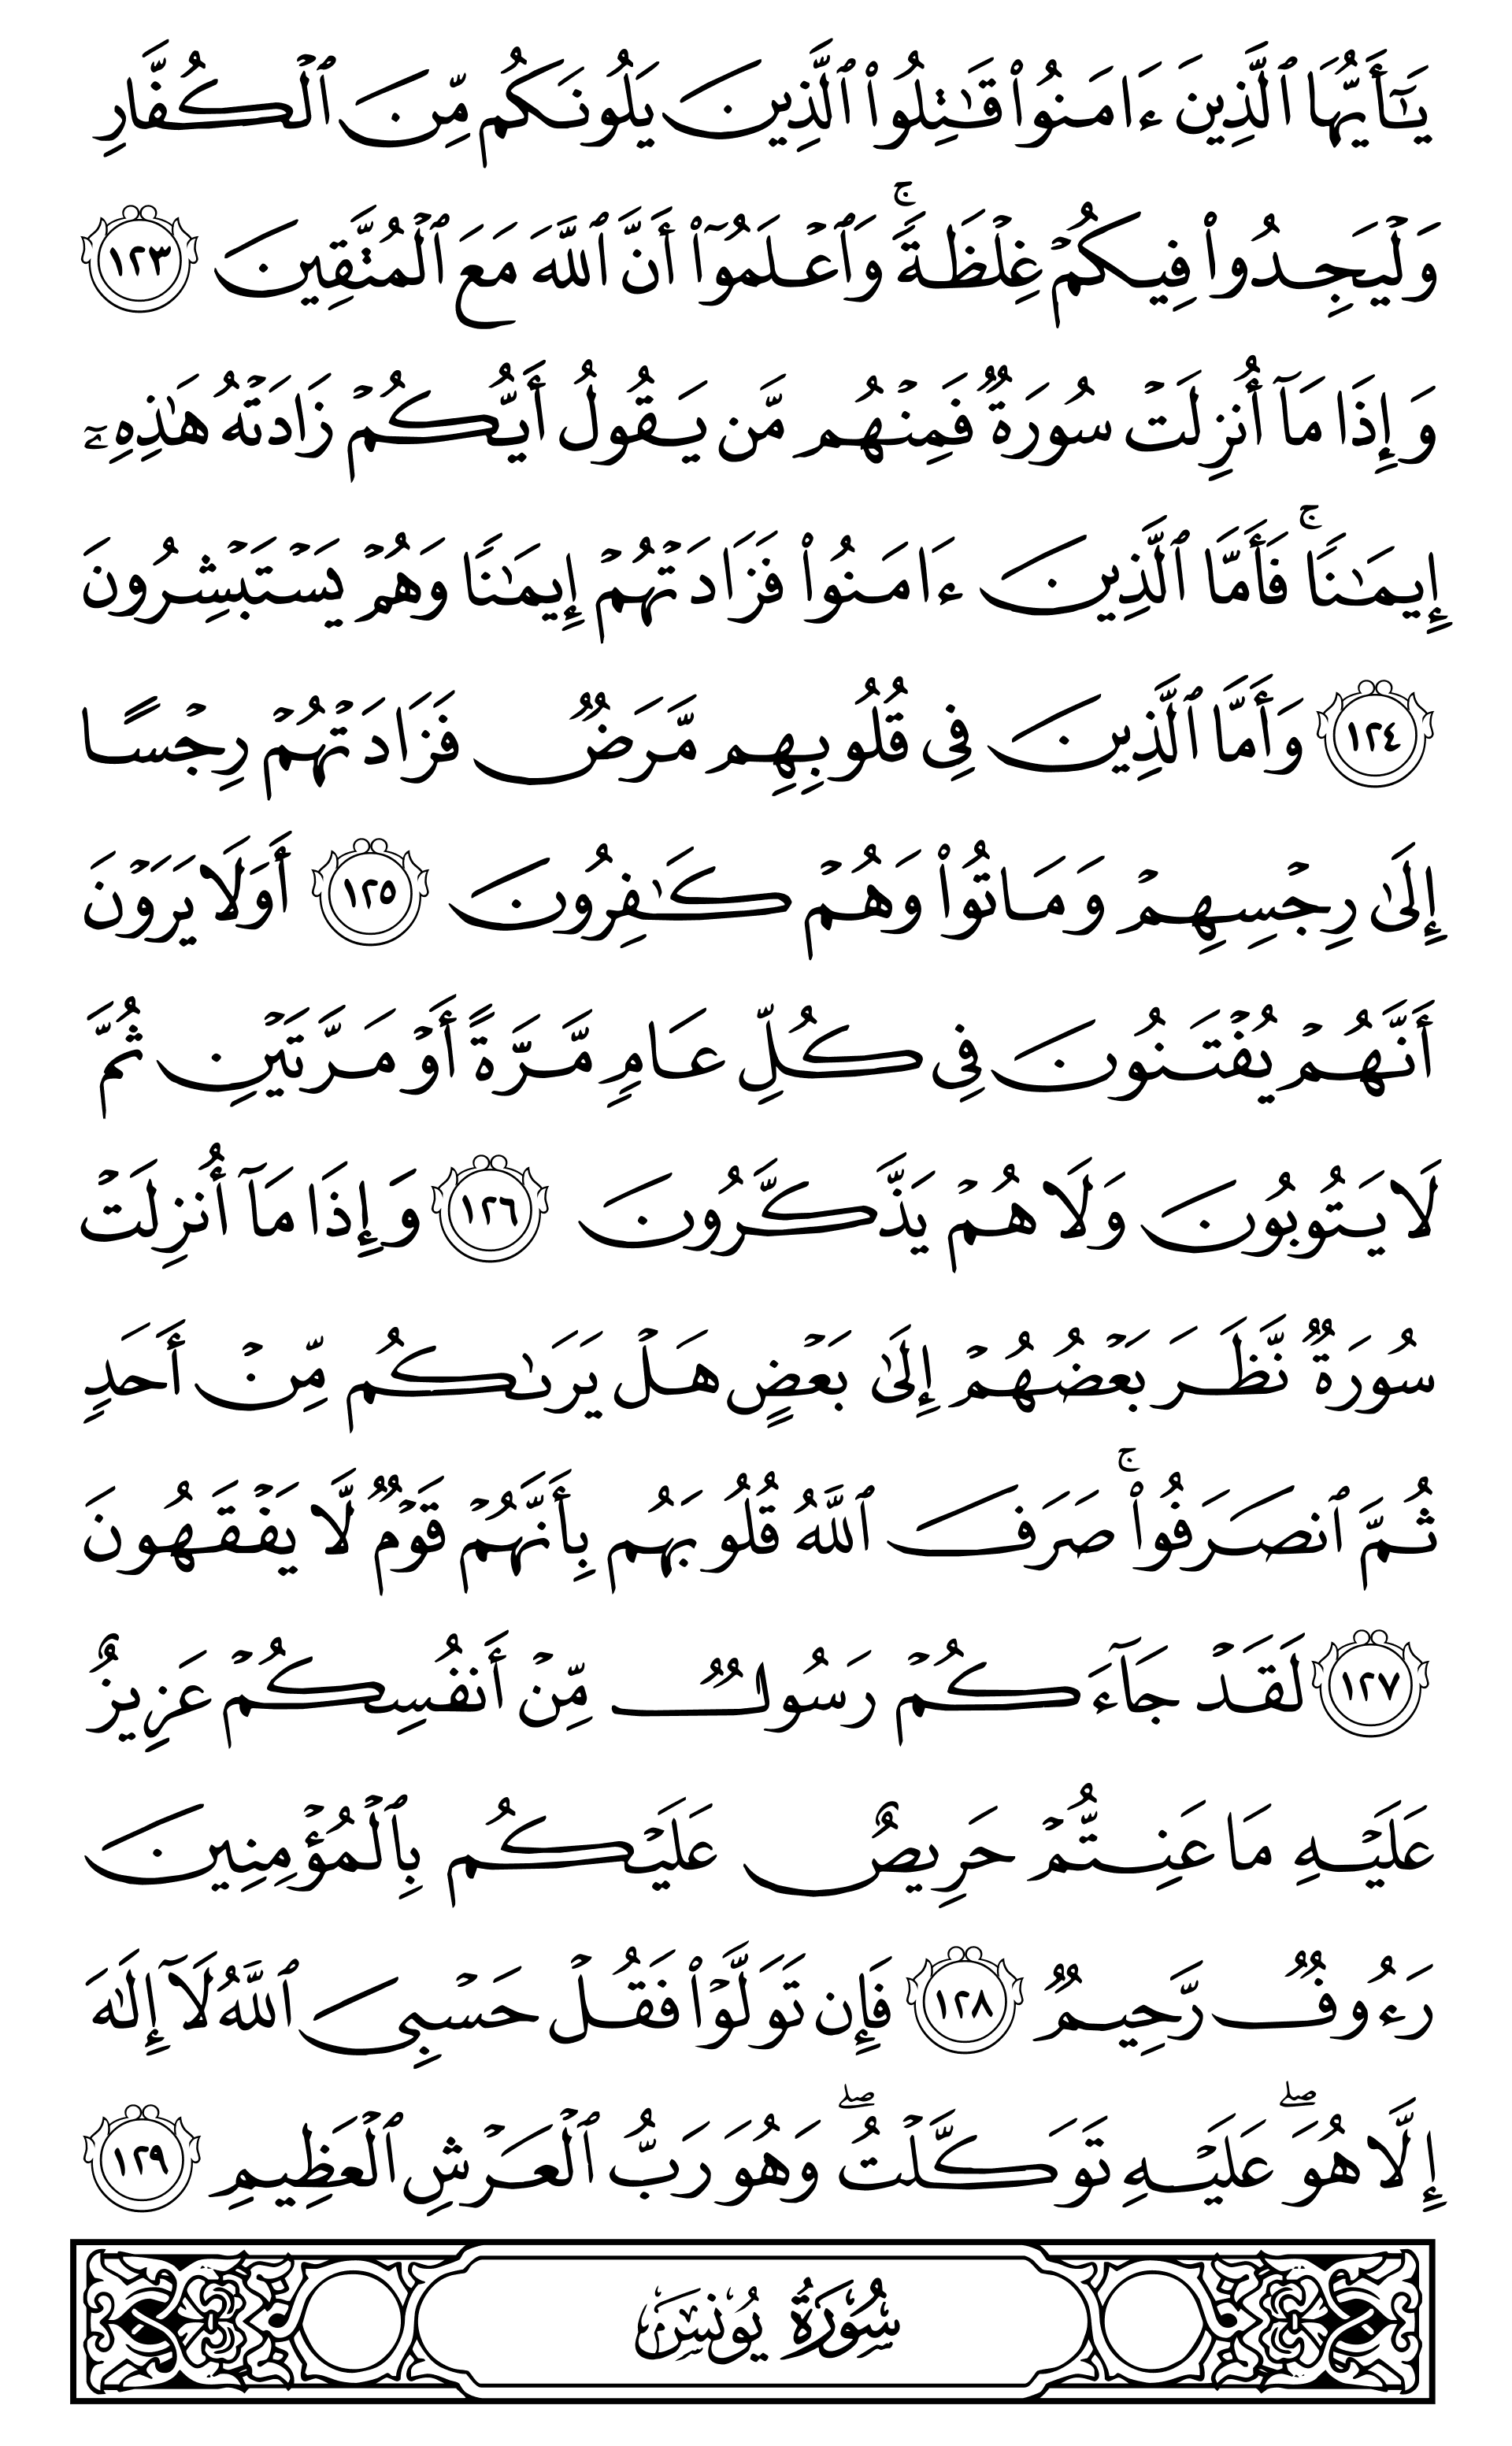 يَـٰٓأَيُّهَا ٱلَّذِينَ ءَامَنُوا۟ قَـٰتِلُوا۟ ٱلَّذِينَ يَلُونَكُم مِّنَ ٱلْكُفَّارِ
وَلْيَجِدُوا۟ فِيكُمْ غِلْظَةً ۚ وَٱعْلَمُوٓا۟ أَنَّ ٱللَّهَ مَعَ ٱلْمُتَّقِينَ ١٢٣
وَإِذَا مَآ أُنزِلَتْ سُورَةٌ فَمِنْهُم مَّن يَقُولُ أَيُّكُمْ زَادَتْهُ هَـٰذِهِۦٓ
إِيمَـٰنًا ۚ فَأَمَّا ٱلَّذِينَ ءَامَنُوا۟ فَزَادَتْهُمْ إِيمَـٰنًا وَهُمْ يَسْتَبْشِرُونَ
١٢٤ وَأَمَّا ٱلَّذِينَ فِى قُلُوبِهِم مَّرَضٌ فَزَادَتْهُمْ رِجْسًا
إِلَىٰ رِجْسِهِمْ وَمَاتُوا۟ وَهُمْ كَـٰفِرُونَ ١٢٥ أَوَلَا يَرَوْنَ
أَنَّهُمْ يُفْتَنُونَ فِى كُلِّ عَامٍ مَّرَّةً أَوْ مَرَّتَيْنِ ثُمَّ
لَا يَتُوبُونَ وَلَا هُمْ يَذَّكَّرُونَ ١٢٦ وَإِذَا مَآ أُنزِلَتْ
سُورَةٌ نَّظَرَ بَعْضُهُمْ إِلَىٰ بَعْضٍ هَلْ يَرَىٰكُم مِّنْ أَحَدٍ
ثُمَّ ٱنصَرَفُوا۟ ۚ صَرَفَ ٱللَّهُ قُلُوبَهُم بِأَنَّهُمْ قَوْمٌ لَّا يَفْقَهُونَ
١٢٧ لَقَدْ جَآءَكُمْ رَسُولٌ مِّنْ أَنفُسِكُمْ عَزِيزٌ
عَلَيْهِ مَا عَنِتُّمْ حَرِيصٌ عَلَيْكُم بِٱلْمُؤْمِنِينَ
رَءُوفٌ رَّحِيمٌ ١٢٨ فَإِن تَوَلَّوْا۟ فَقُلْ حَسْبِىَ ٱللَّهُ لَآ إِلَـٰهَ
إِلَّا هُوَ ۖ عَلَيْهِ تَوَكَّلْتُ ۖ وَهُوَ رَبُّ ٱلْعَرْشِ ٱلْعَظِيمِ ١٢٩
سُورَةُ يُونُسَ